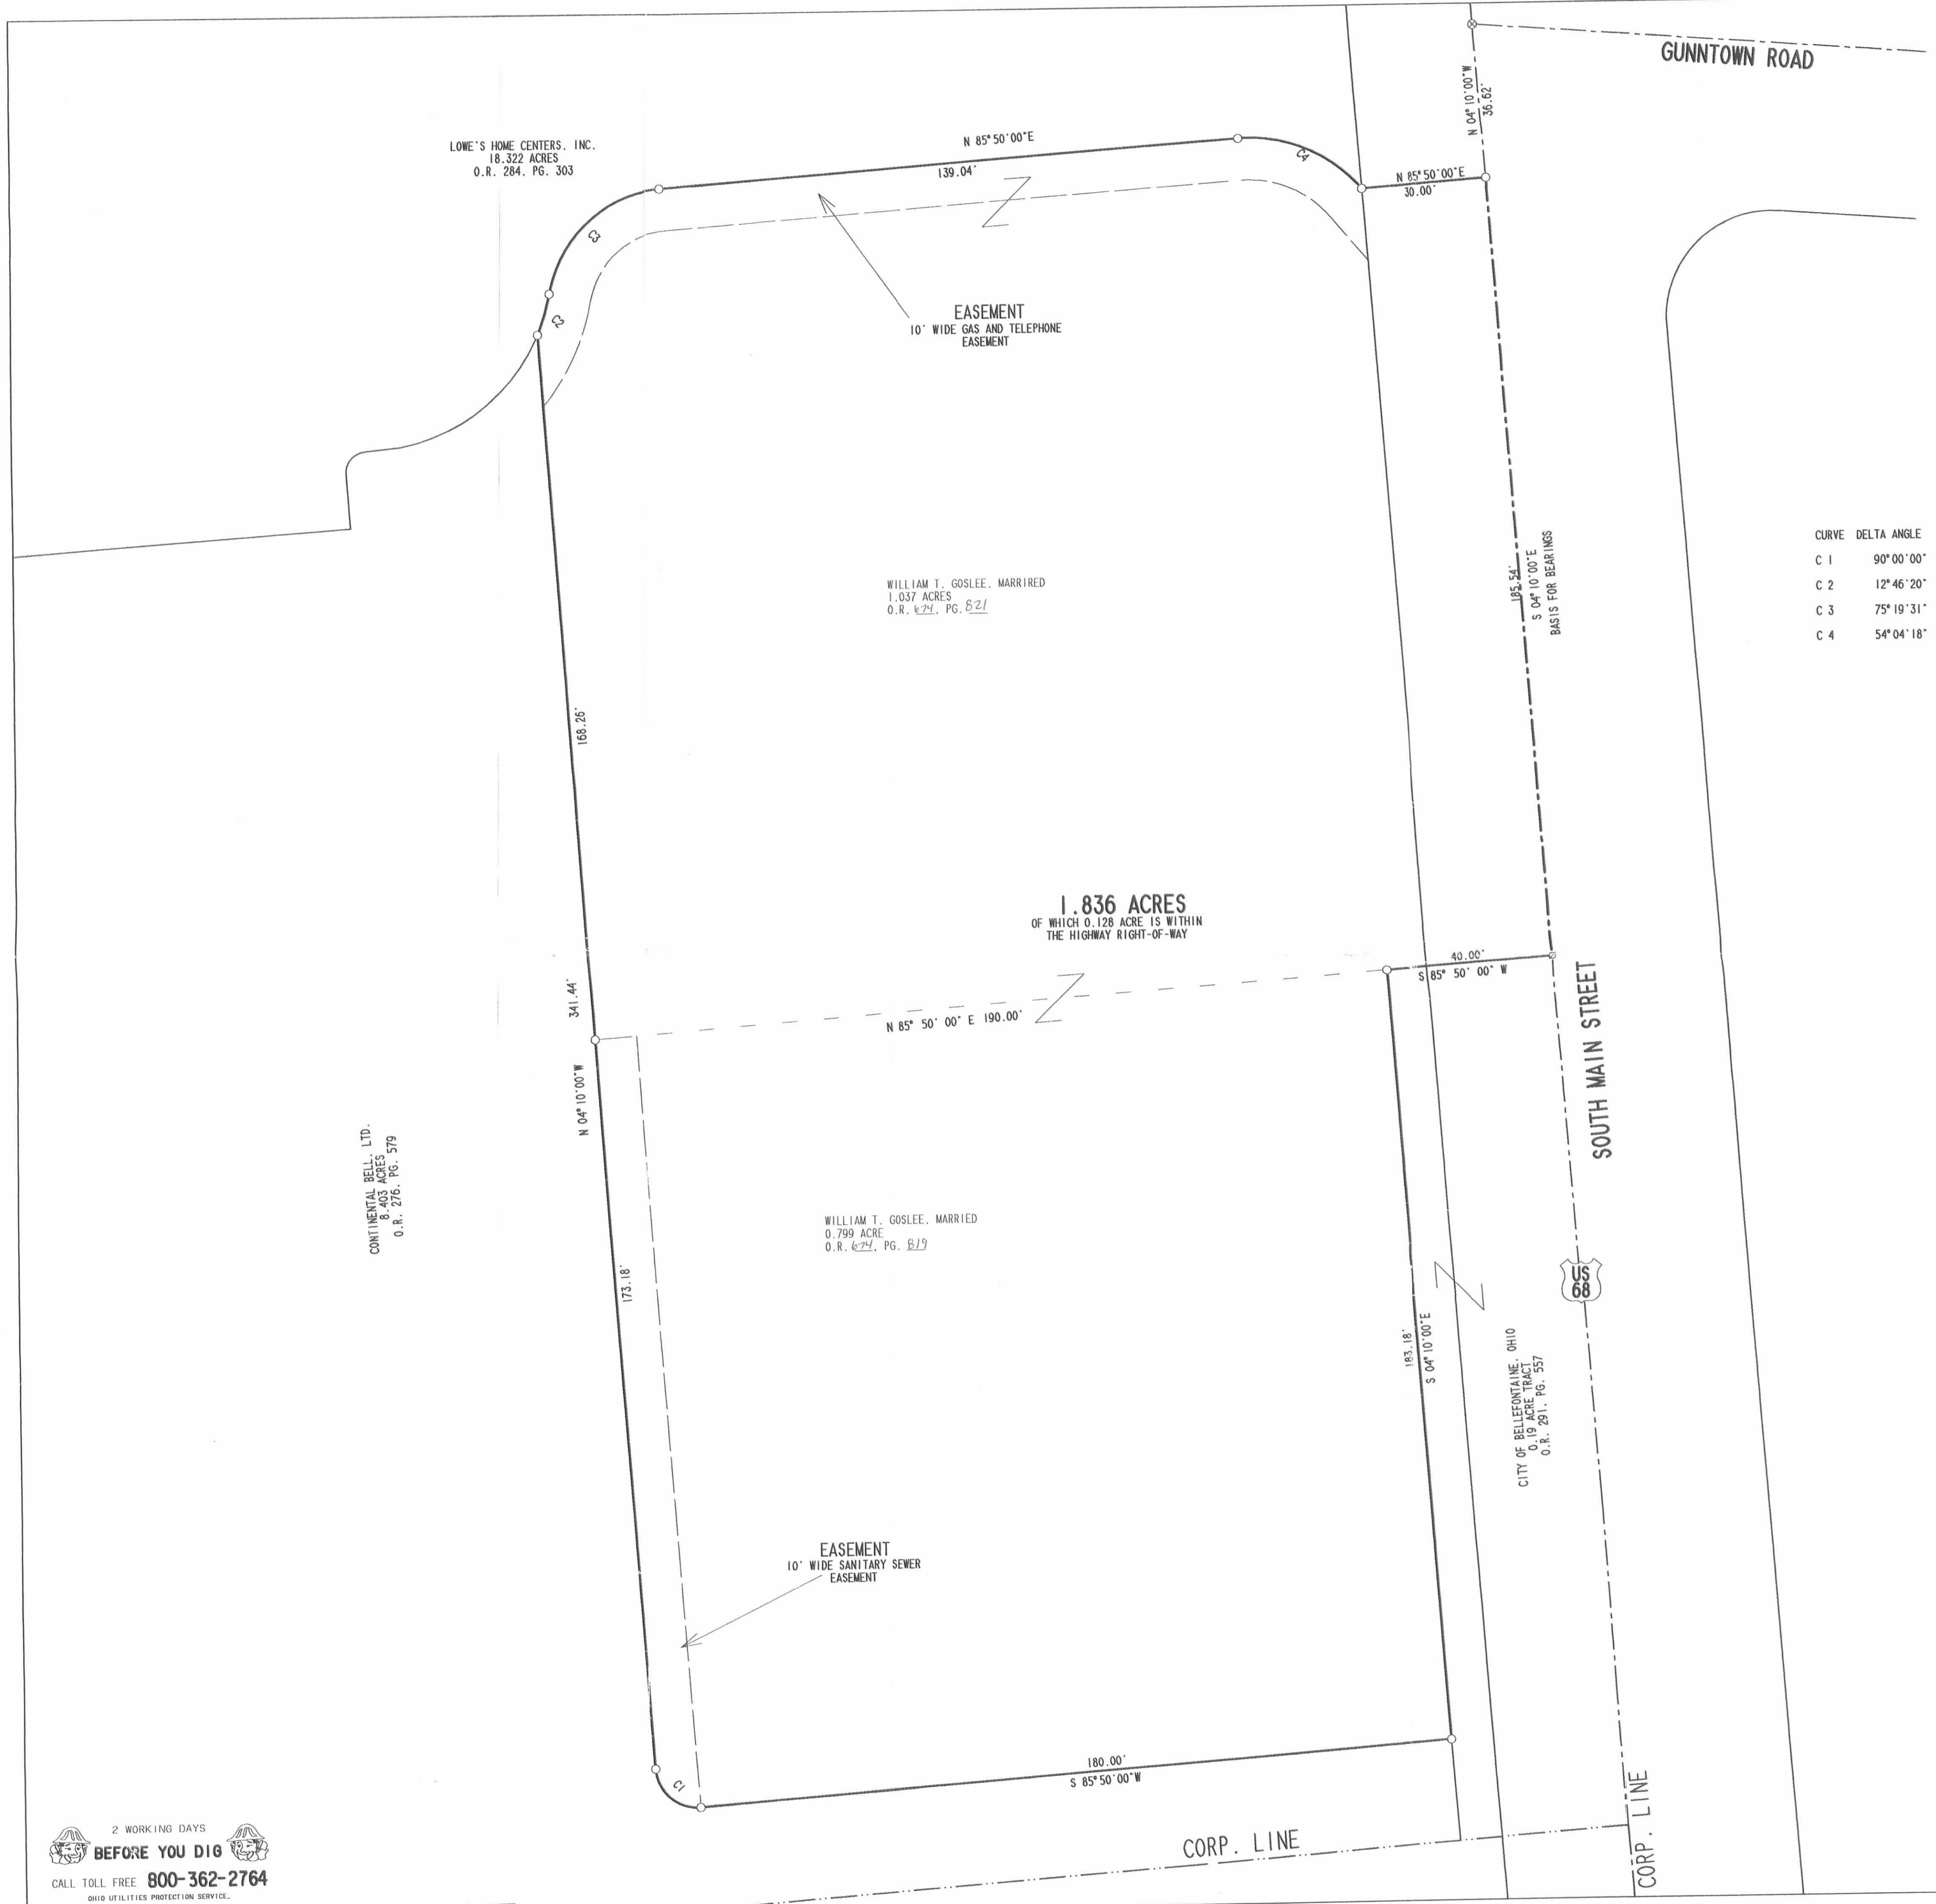 GUNNTOWN ROAD
N 04°10'00"W
36.62'
LOWE'S HOME CENTERS, INC.
18.322 ACRES
O.R. 284, PG. 303
N 85°50'00"E
139.04'
C4
N 85°50'00"E
30.00'
C3
C2
EASEMENT
10' WIDE GAS AND TELEPHONE
EASEMENT
CURVE DELTA ANGLE
C 1 90°00'00"
C 2 12°46'20"
C 3 75°19'31"
C 4 54°04'18"
185.54'
S 04°10'00"E
BASIS FOR BEARINGS
WILLIAM T. GOSLEE, MARRIRED
1.037 ACRES
O.R. 674, PG. 821
168.26'
1.836 ACRES
OF WHICH 0.128 ACRE IS WITHIN
THE HIGHWAY RIGHT-OF-WAY
40.00'
S 85° 50' 00" W
341.44'
N 04°10'00"W
N 85° 50' 00" E 190.00'
SOUTH MAIN STREET
CONTINENTAL BELL, LTD.
8.403 ACRES
O.R. 276, PG. 579
WILLIAM T. GOSLEE, MARRIED
0.799 ACRE
O.R. 674, PG. 819
173.18'
US
68
183.18'
S 04°10'00"E
CITY OF BELLEFONTAINE, OHIO
0.19 ACRE TRACT
O.R. 291, PG. 557
EASEMENT
10' WIDE SANITARY SEWER
EASEMENT
180.00'
S 85°50'00"W
C1
CORP. LINE
CORP. LINE
2 WORKING DAYS
BEFORE YOU DIG
CALL TOLL FREE 800-362-2764
OHIO UTILITIES PROTECTION SERVICE.